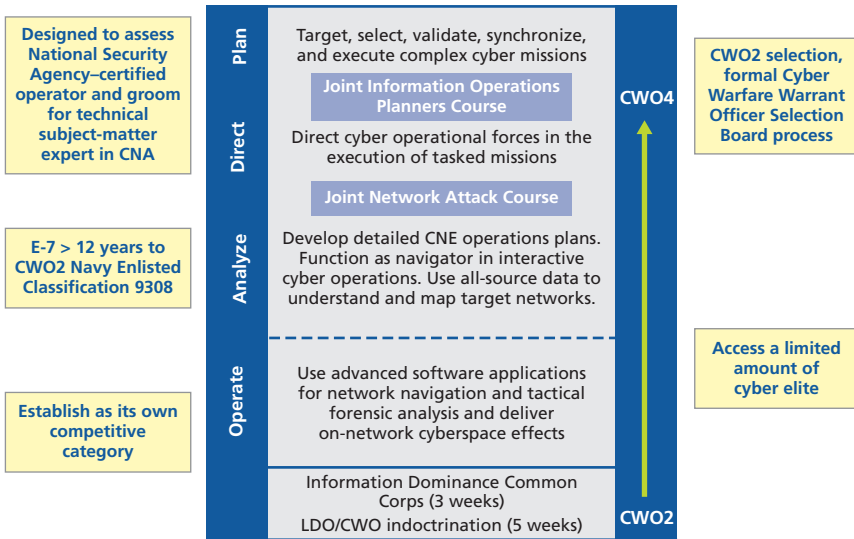 Designed to assess
National Security
Agency–certified
operator and groom
for technical
subject-matter
expert in CNA
E-7 > 12 years to
CWO2 Navy Enlisted
Classification 9308
Establish as its own
competitive
category
Plan
Target, select, validate, synchronize,
and execute complex cyber missions
Joint Information Operations
Planners Course
Direct
Direct cyber operational forces in the
execution of tasked missions
Joint Network Attack Course
Analyze
Develop detailed CNE operations plans.
Function as navigator in interactive
cyber operations. Use all-source data to
understand and map target networks.
Operate
Use advanced software applications
for network navigation and tactical
forensic analysis and deliver
on-network cyberspace effects
Information Dominance Common
Corps (3 weeks)
LDO/CWO indoctrination (5 weeks)
CWO4
CWO2
CWO2 selection,
formal Cyber
Warfare Warrant
Officer Selection
Board process
Access a limited
amount of
cyber elite